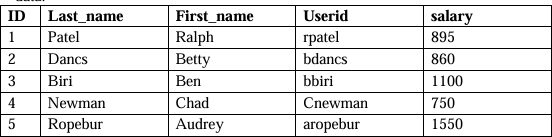 ID Last_name First_name Userid salary
1 Patel Ralph rpatel 895
2 Dancs Betty bdancs 860
3 Biri Ben bbiri 1100
4 Newman Chad Cnewman 750
5 Ropebur Audrey aropebur 1550